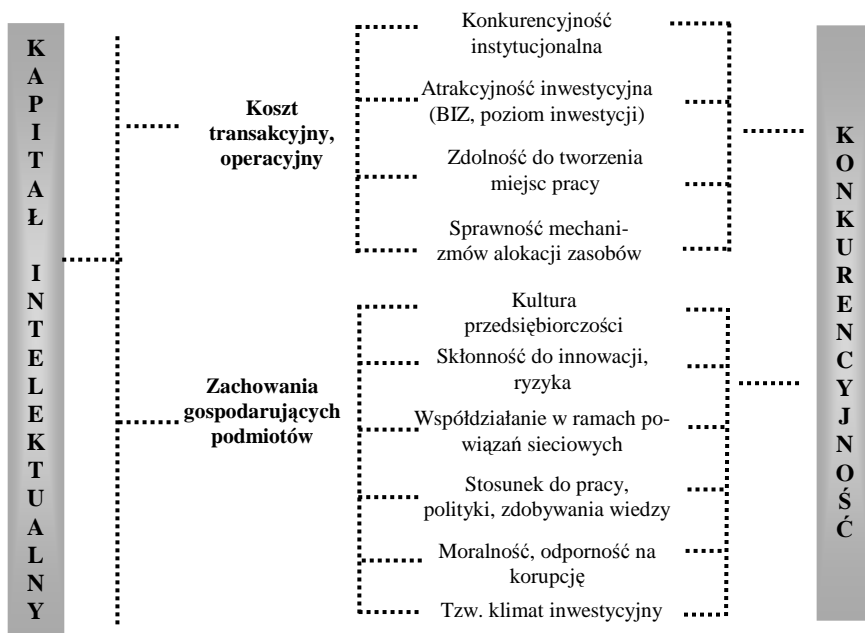 KAPITAŁ INTELEKTUALNY
Koszt
transakcyjny,
operacyjny
Konkurencyjność
instytucjonalna
Atrakcyjność inwestycyjna
(BIZ, poziom inwestycji)
Zdolność do tworzenia
miejsc pracy
Sprawność mechani-
zmów alokacji zasobów
Zachowania
gospodarujących
podmiotów
Kultura
przedsiębiorczości
Skłonność do innowacji,
ryzyka
Współdziałanie w ramach po-
wiązań sieciowych
Stosunek do pracy,
polityki, zdobywania wiedzy
Moralność, odporność na
korupcję
Tzw. klimat inwestycyjny
KONKURENCYJNOŚĆ